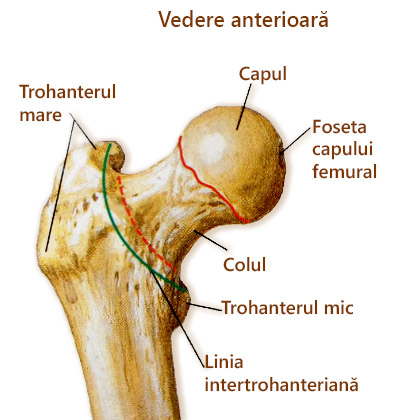 Vedere anterioară
Capul
Trohanterul
mare
Foseta
capului
femural
Colul
Trohanterul mic
Linia
intertrohanteriană